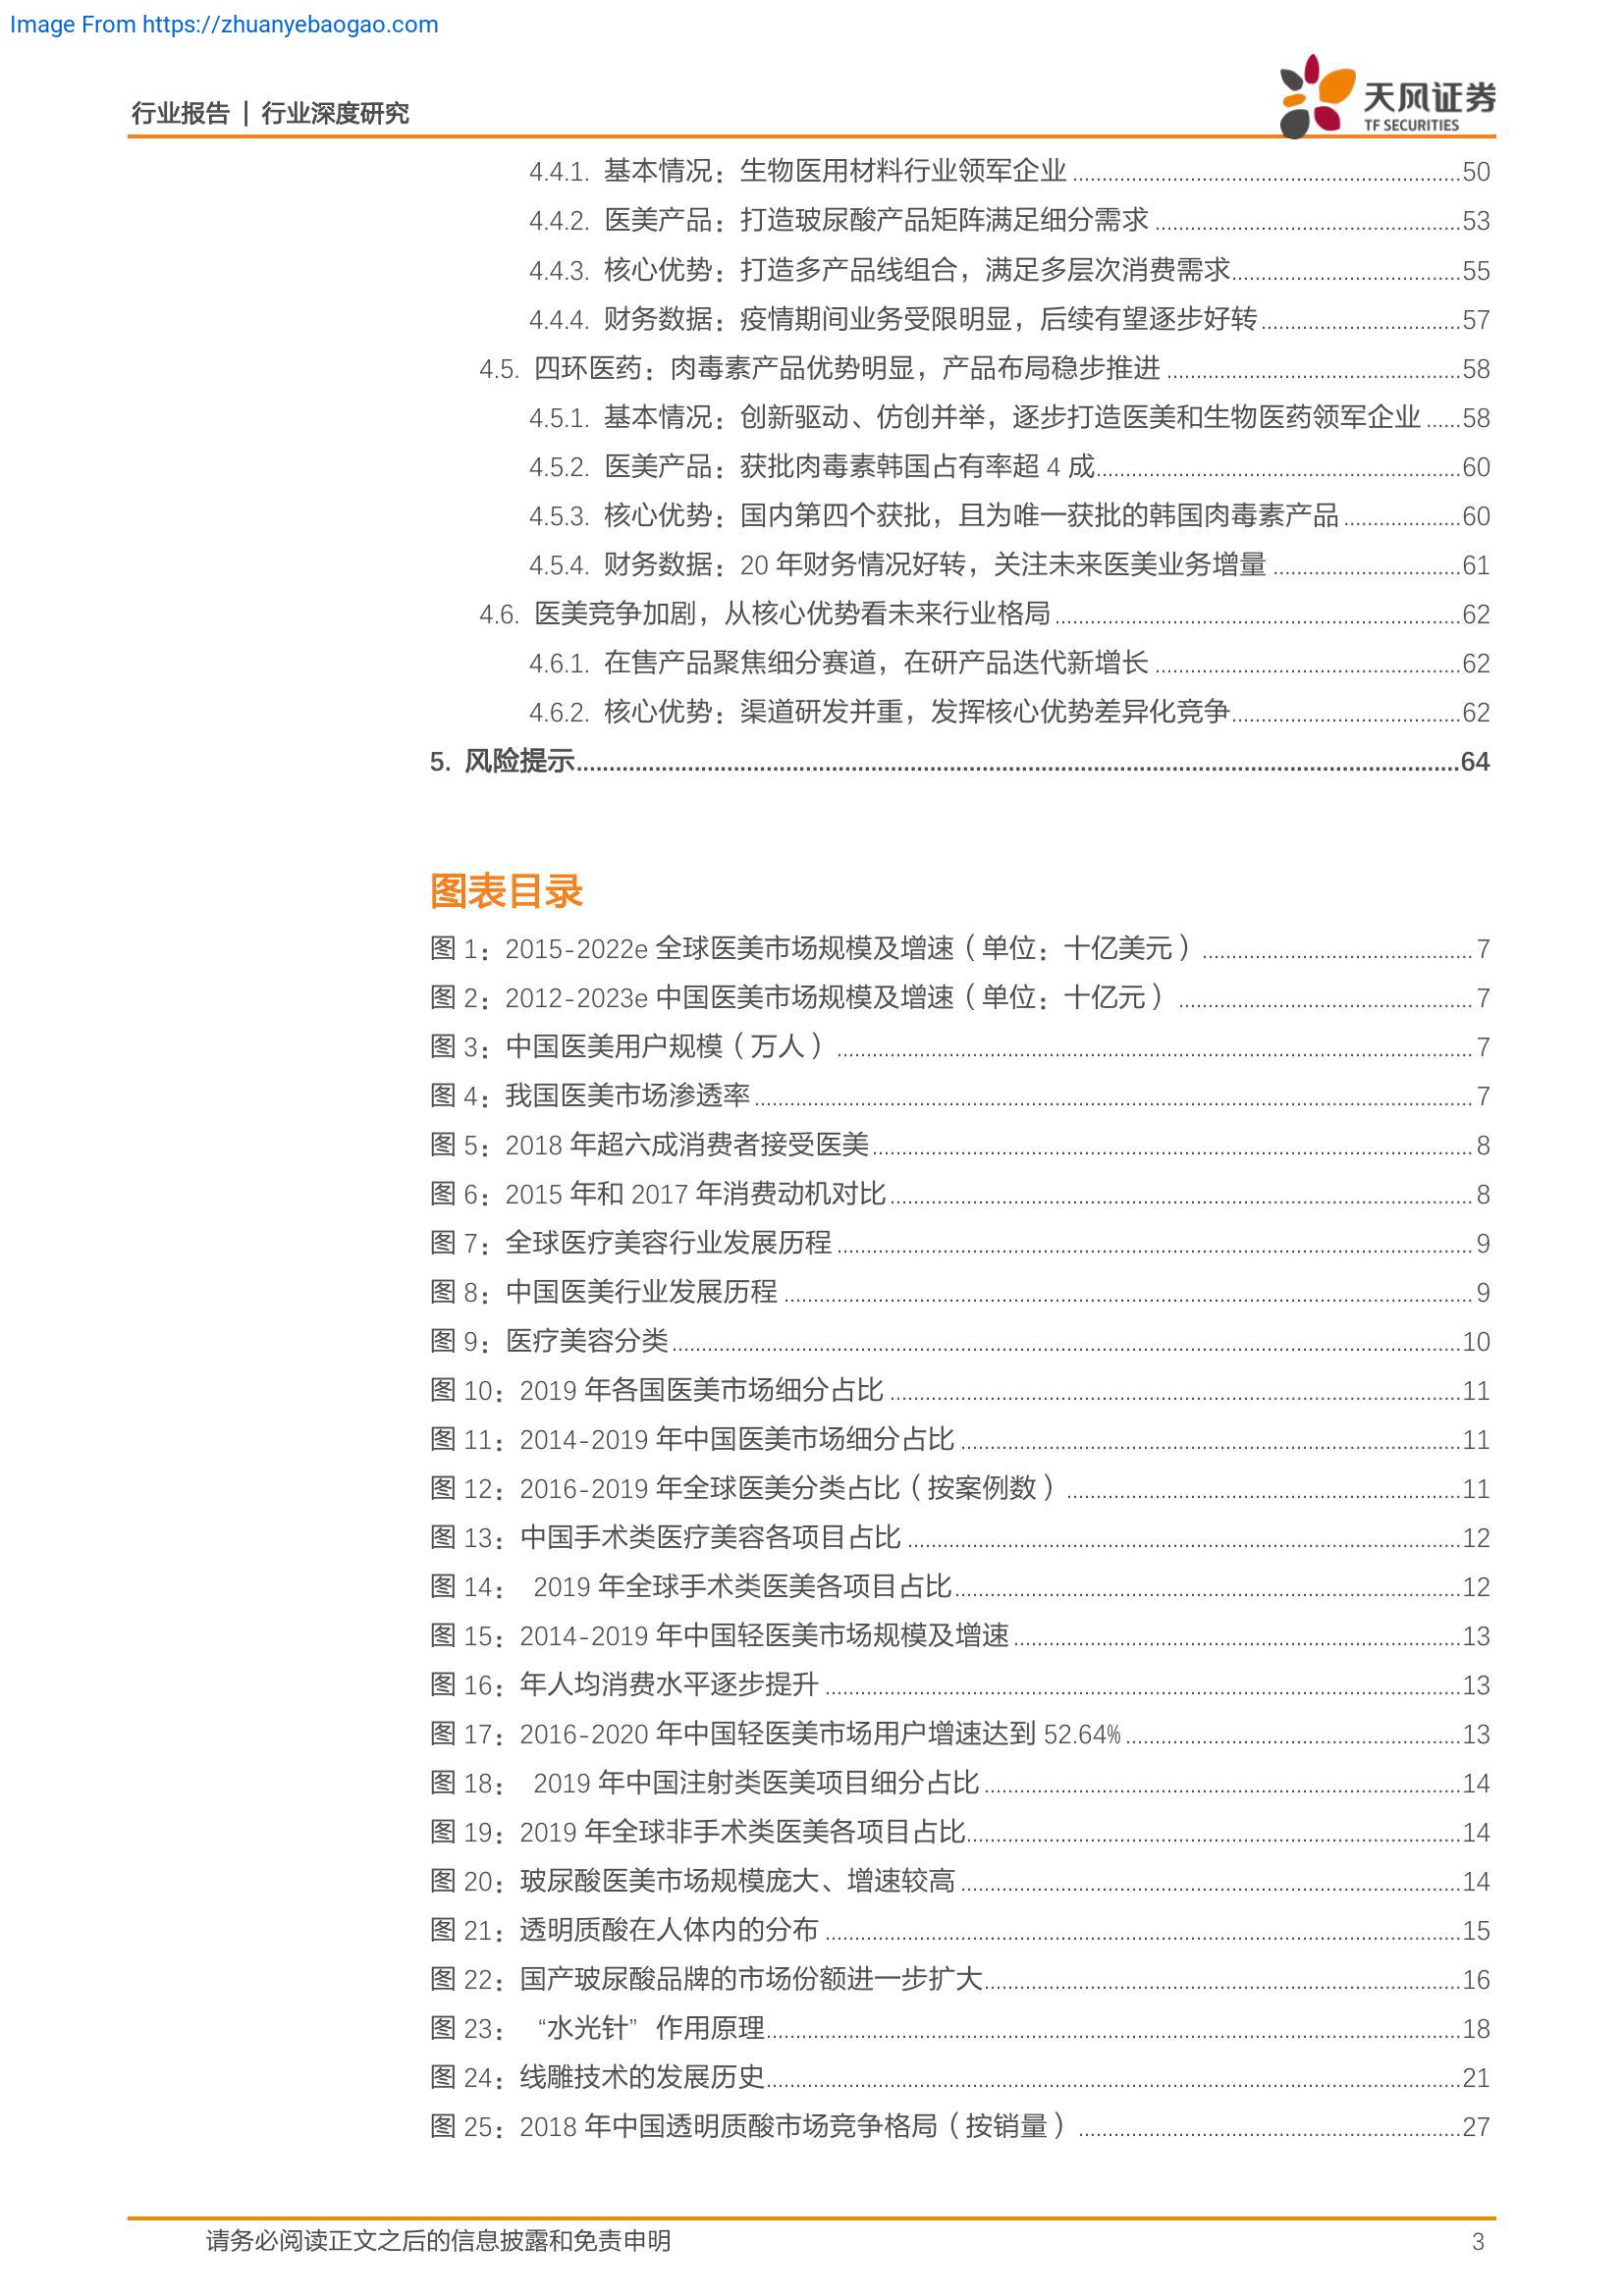 Image From https://zhuanyebaogao.com
行业报告 | 行业深度研究
天风证券
TF SECURITIES
4.4.1. 基本情况：生物医用材料行业领军企业 ........ 50
4.4.2. 医美产品：打造玻尿酸产品矩阵满足细分需求 ........ 53
4.4.3. 核心优势：打造多产品线组合，满足多层次消费需求 ........ 55
4.4.4. 财务数据：疫情期间业务受限明显，后续有望逐步好转 ........ 57
4.5. 四环医药：肉毒素产品优势明显，产品布局稳步推进 ........ 58
4.5.1. 基本情况：创新驱动、仿创并举，逐步打造医美和生物医药领军企业 ...... 58
4.5.2. 医美产品：获批肉毒素韩国占有率超 4 成 ........ 60
4.5.3. 核心优势：国内第四个获批，且为唯一获批的韩国肉毒素产品 ........ 60
4.5.4. 财务数据：20 年财务情况好转，关注未来医美业务增量 ........ 61
4.6. 医美竞争加剧，从核心优势看未来行业格局 ........ 62
4.6.1. 在售产品聚焦细分赛道，在研产品迭代新增长 ........ 62
4.6.2. 核心优势：渠道研发并重，发挥核心优势差异化竞争 ........ 62
5. 风险提示 ........ 64
图表目录
图 1：2015-2022e 全球医美市场规模及增速（单位：十亿美元） ........ 7
图 2：2012-2023e 中国医美市场规模及增速（单位：十亿元） ........ 7
图 3：中国医美用户规模（万人） ........ 7
图 4：我国医美市场渗透率 ........ 7
图 5：2018 年超六成消费者接受医美 ........ 8
图 6：2015 年和 2017 年消费动机对比 ........ 8
图 7：全球医疗美容行业发展历程 ........ 9
图 8：中国医美行业发展历程 ........ 9
图 9：医疗美容分类 ........ 10
图 10：2019 年各国医美市场细分占比 ........ 11
图 11：2014-2019 年中国医美市场细分占比 ........ 11
图 12：2016-2019 年全球医美分类占比（按案例数） ........ 11
图 13：中国手术类医疗美容各项目占比 ........ 12
图 14： 2019 年全球手术类医美各项目占比 ........ 12
图 15：2014-2019 年中国轻医美市场规模及增速 ........ 13
图 16：年人均消费水平逐步提升 ........ 13
图 17：2016-2020 年中国轻医美市场用户增速达到 52.64% ........ 13
图 18： 2019 年中国注射类医美项目细分占比 ........ 14
图 19：2019 年全球非手术类医美各项目占比 ........ 14
图 20：玻尿酸医美市场规模庞大、增速较高 ........ 14
图 21：透明质酸在人体内的分布 ........ 15
图 22：国产玻尿酸品牌的市场份额进一步扩大 ........ 16
图 23： “水光针” 作用原理 ........ 18
图 24：线雕技术的发展历史 ........ 21
图 25：2018 年中国透明质酸市场竞争格局（按销量） ........ 27
请务必阅读正文之后的信息披露和免责申明 3